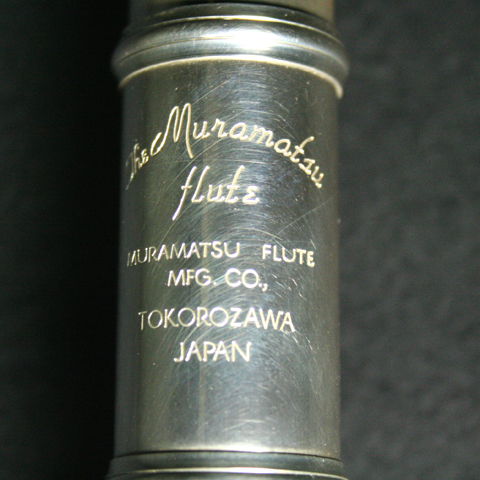 The Muramatsu
flute
MURAMATSU FLUTE
MFG. CO.,
TOKOROZAWA
JAPAN